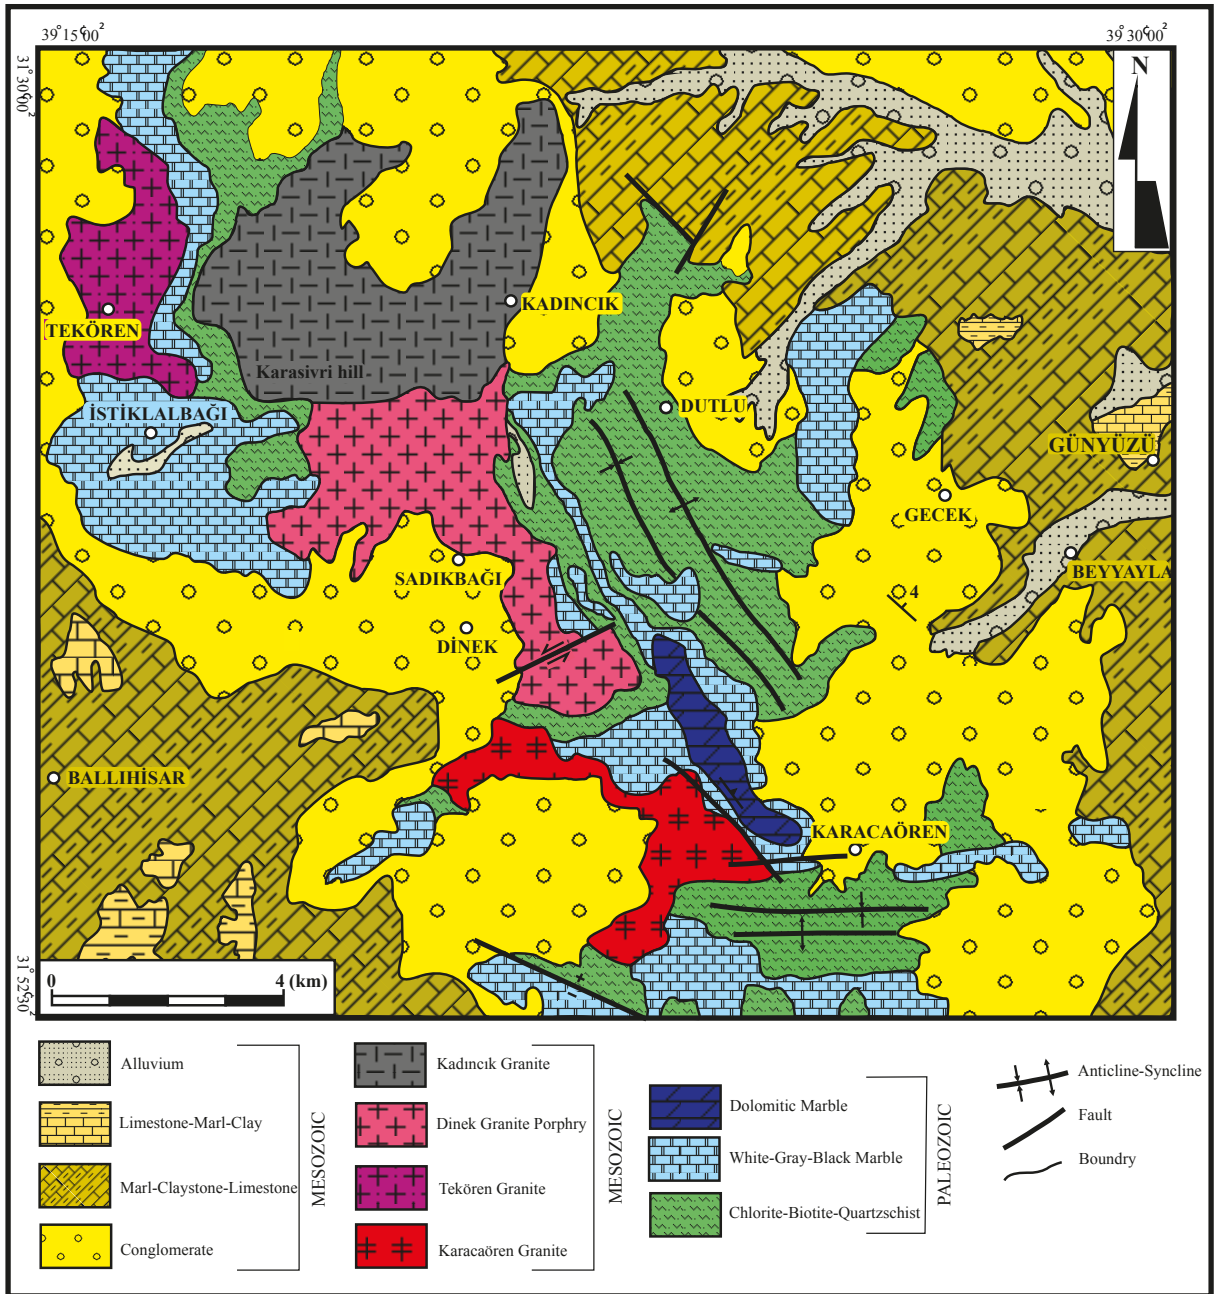 39°15′00″
39°30′00″
31°30′00″
N
KADINCIK
TEKÖREN
Karasivri hill
İSTİKLALBAĞI
DUTLU
GÜNYÜZÜ
GECEK
SADIKBAĞI
BEYYAYLA
4
DİNEK
BALLIHİSAR
KARACAÖREN
31°52′30″
0 4 (km)
Alluvium
Limestone-Marl-Clay
Marl-Claystone-Limestone
Conglomerate
MESOZOIC
Kadıncık Granite
Dinek Granite Porphry
Tekören Granite
Karacaören Granite
MESOZOIC
Dolomitic Marble
White-Gray-Black Marble
Chlorite-Biotite-Quartzschist
PALEOZOIC
Anticline-Syncline
Fault
Boundry